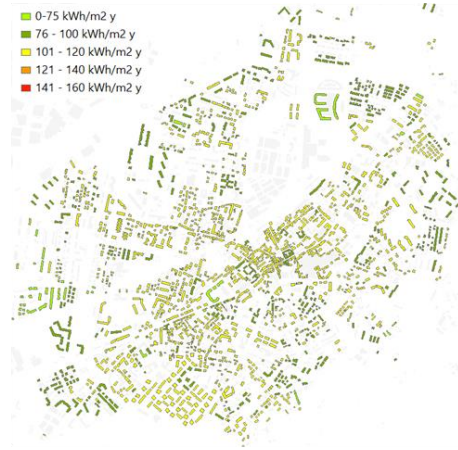 0-75 kWh/m2 y
76 - 100 kWh/m2 y
101 - 120 kWh/m2 y
121 - 140 kWh/m2 y
141 - 160 kWh/m2 y